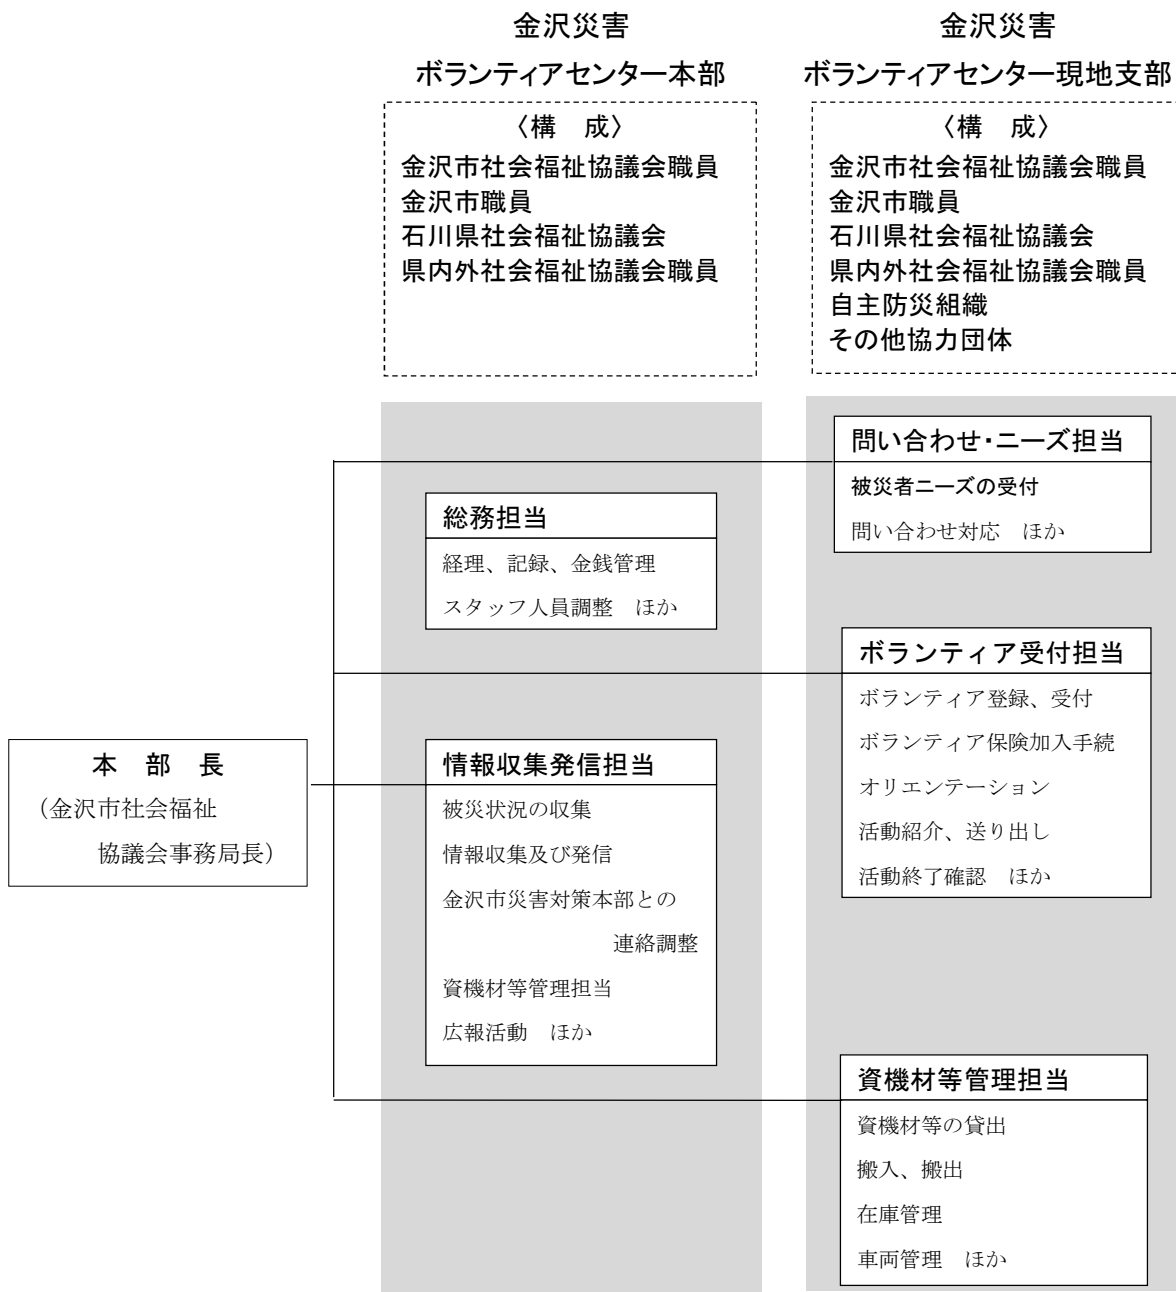 金沢災害
ボランティアセンター本部
〈構　成〉
金沢市社会福祉協議会職員
金沢市職員
石川県社会福祉協議会
県内外社会福祉協議会職員
金沢災害
ボランティアセンター現地支部
〈構　成〉
金沢市社会福祉協議会職員
金沢市職員
石川県社会福祉協議会
県内外社会福祉協議会職員
自主防災組織
その他協力団体
本　部　長
（金沢市社会福祉
協議会事務局長）
総務担当
経理、記録、金銭管理
スタッフ人員調整　ほか
情報収集発信担当
被災状況の収集
情報収集及び発信
金沢市災害対策本部との
連絡調整
資機材等管理担当
広報活動　ほか
問い合わせ・ニーズ担当
被災者ニーズの受付
問い合わせ対応　ほか
ボランティア受付担当
ボランティア登録、受付
ボランティア保険加入手続
オリエンテーション
活動紹介、送り出し
活動終了確認　ほか
資機材等管理担当
資機材等の貸出
搬入、搬出
在庫管理
車両管理　ほか